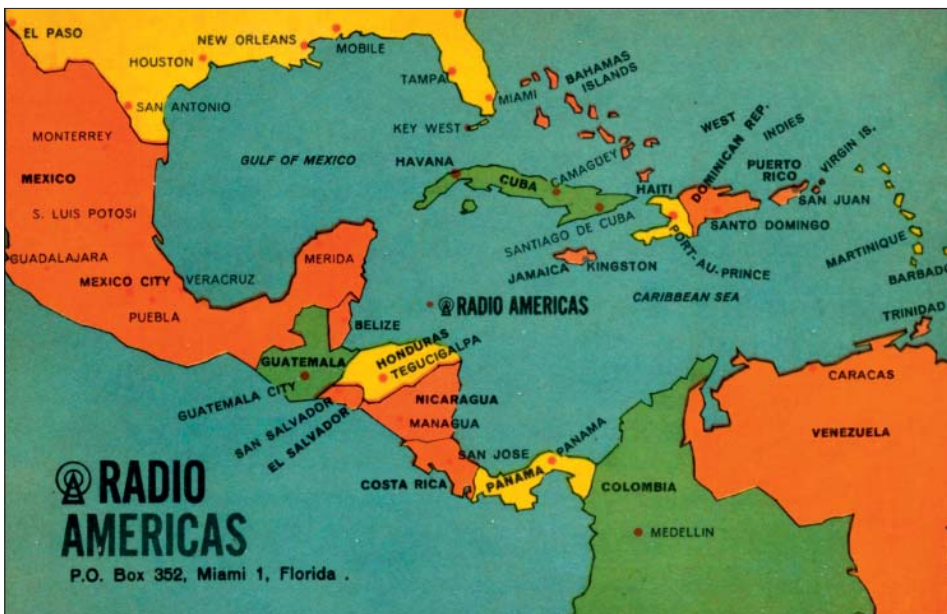 EL PASO
NEW ORLEANS
MOBILE
HOUSTON
TAMPA
SAN ANTONIO
MIAMI
BAHAMAS
ISLANDS
KEY WEST
MONTERREY
GULF OF MEXICO
HAVANA
WEST
INDIES
CAMAGUEY
CUBA
MEXICO
HAITI
DOMINICAN REP.
PUERTO
RICO
VIRGIN IS.
SAN JUAN
S. LUIS POTOSI
SANTIAGO DE CUBA
SANTO DOMINGO
PORT-AU-PRINCE
GUADALAJARA
MERIDA
JAMAICA
KINGSTON
MARTINIQUE
MEXICO CITY
VERACRUZ
CARIBBEAN SEA
BARBADO
RADIO AMERICAS
PUEBLA
BELIZE
TRINIDAD
GUATEMALA
HONDURAS
TEGUCIGALPA
CARACAS
GUATEMALA CITY
NICARAGUA
SAN SALVADOR
EL SALVADOR
MANAGUA
VENEZUELA
SAN JOSE
PANAMA
COSTA RICA
PANAMA
COLOMBIA
MEDELLIN
RADIO
AMERICAS
P.O. Box 352, Miami 1, Florida .